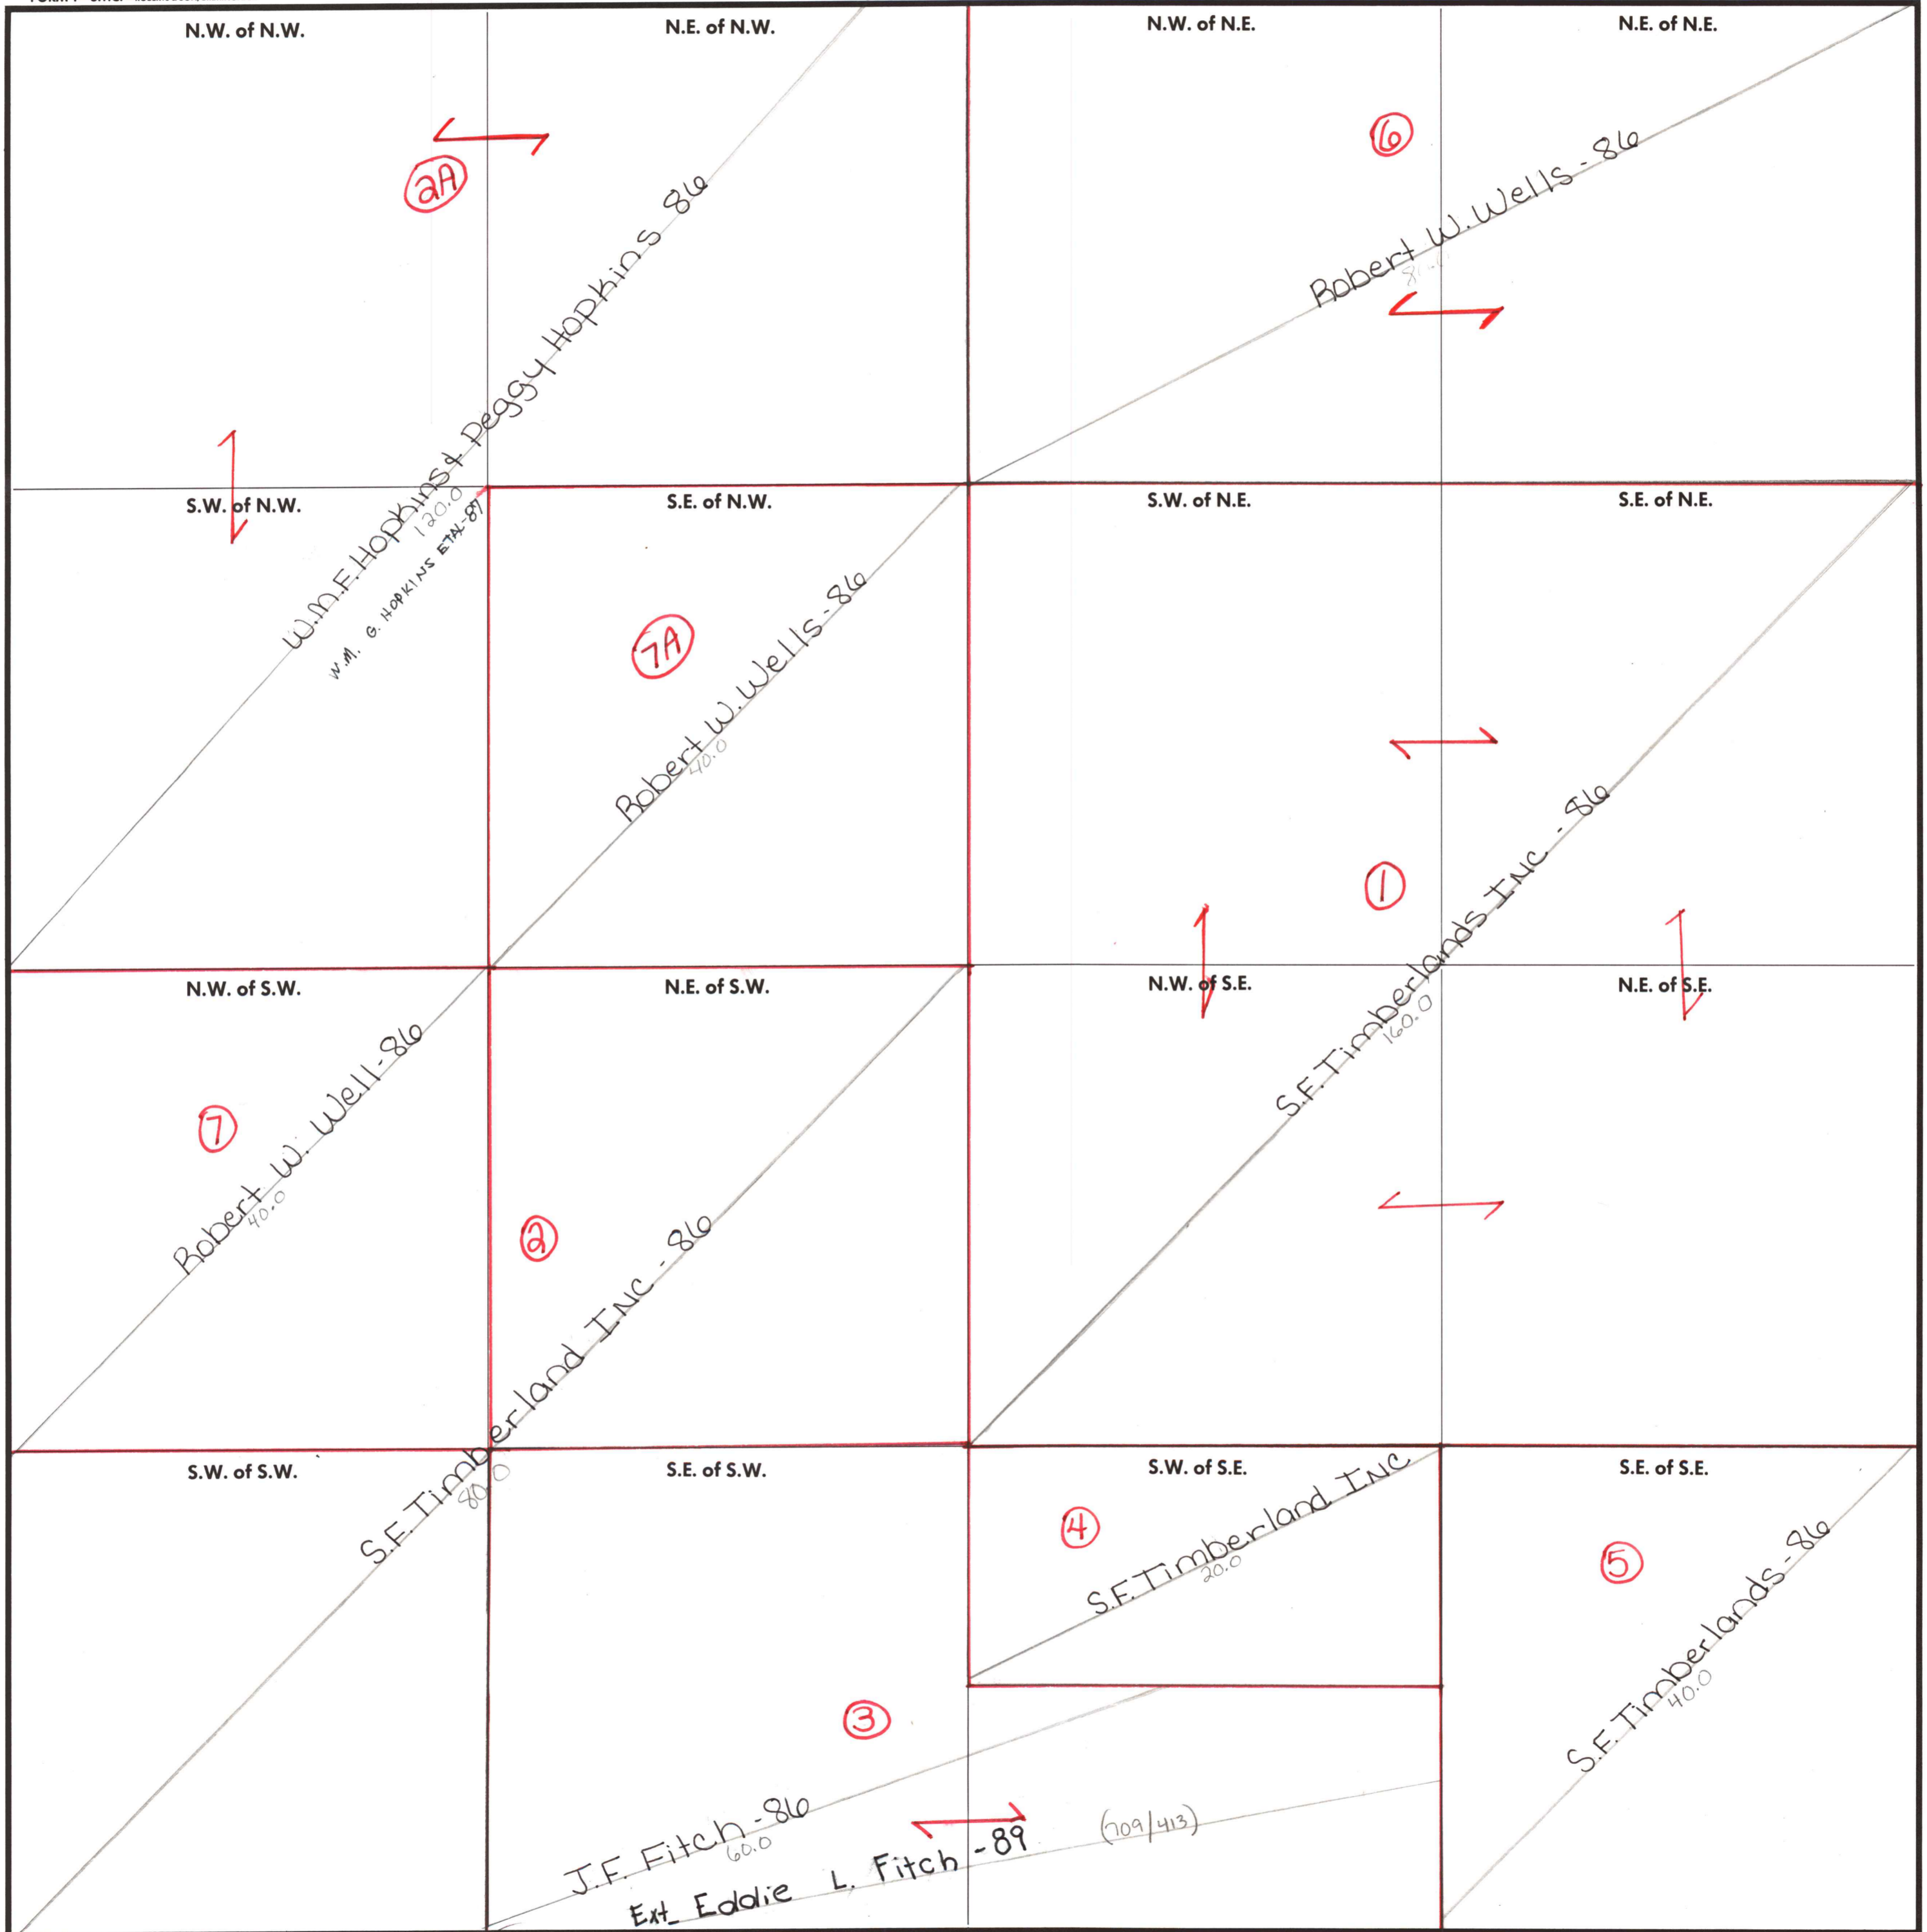 N.W. of N.W.
N.E. of N.W.
N.W. of N.E.
N.E. of N.E.
2A
6
W.M.F. Hopkins & Peggy Hopkins 86
120.0
W.M. G. HOPKINS ETAL-87
Robert W. Wells - 86
S.W. of N.W.
S.E. of N.W.
S.W. of N.E.
S.E. of N.E.
7A
Robert W. Wells - 86
40.0
1
S.F. Timberlands INC. - 86
160.0
N.W. of S.W.
N.E. of S.W.
N.W. of S.E.
N.E. of S.E.
7
Robert W. Well - 86
40.0
2
S.F. Timberland INC - 86
80.0
S.W. of S.W.
S.E. of S.W.
S.W. of S.E.
S.E. of S.E.
4
S.F. Timberland INC
20.0
5
S.F. Timberlands - 86
40.0
3
J.F. Fitch - 86
60.0
Ext_ Eddie L. Fitch - 89
(709/413)